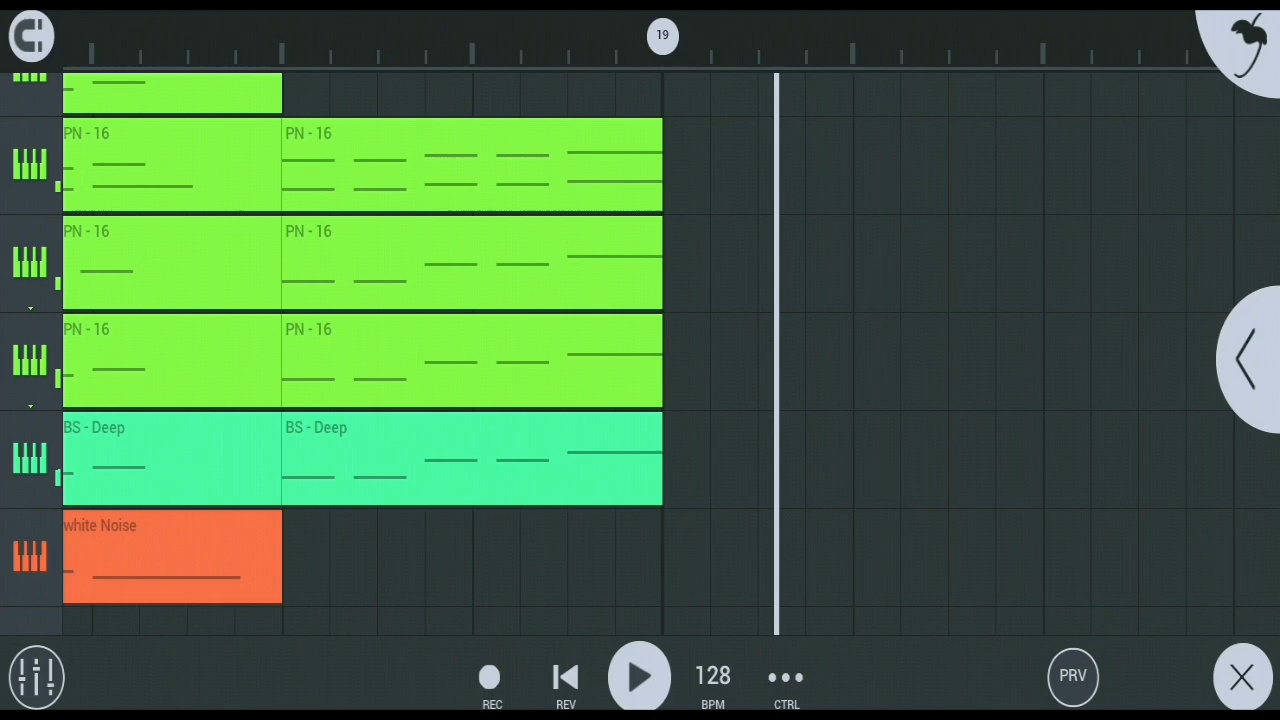 19
PN - 16 PN - 16
PN - 16 PN - 16
PN - 16 PN - 16
BS - Deep BS - Deep
white Noise
128 PRV
REC REV BPM CTRL